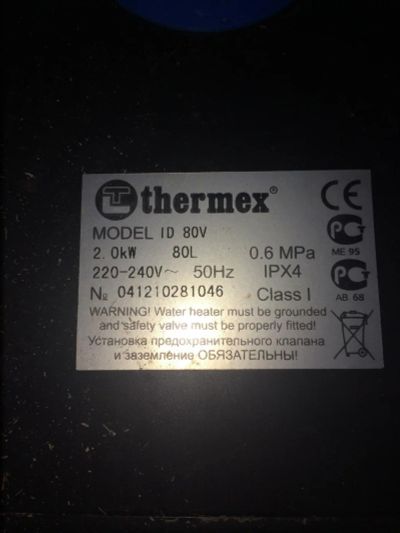 thermex®
CE
MODEL ID 80V
2.0kW 80L 0.6 MPa
ME 95
220-240V~ 50Hz IPX4
№ 041210281046 Class I
АВ 68
WARNING! Water heater must be grounded
and safety valve must be properly fitted!
Установка предохранительного клапана
и заземление ОБЯЗАТЕЛЬНЫ!